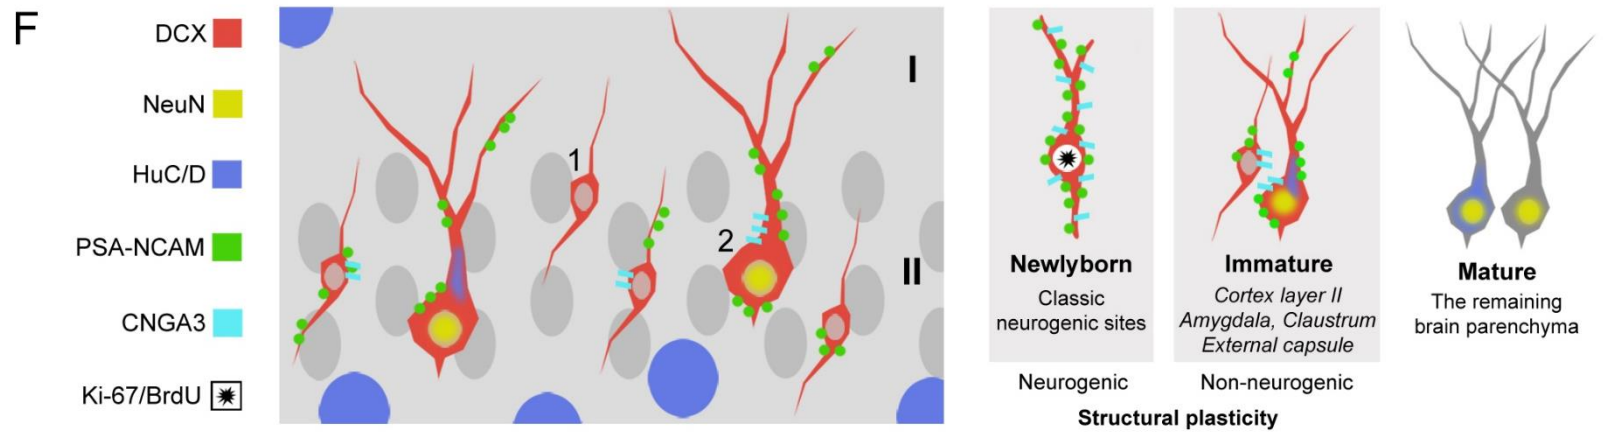 F
DCX
NeuN
HuC/D
PSA-NCAM
CNGA3
Ki-67/BrdU
I
II
1
2
Newlyborn
Classic
neurogenic sites
Neurogenic
Immature
Cortex layer II
Amygdala, Claustrum
External capsule
Non-neurogenic
Structural plasticity
Mature
The remaining
brain parenchyma